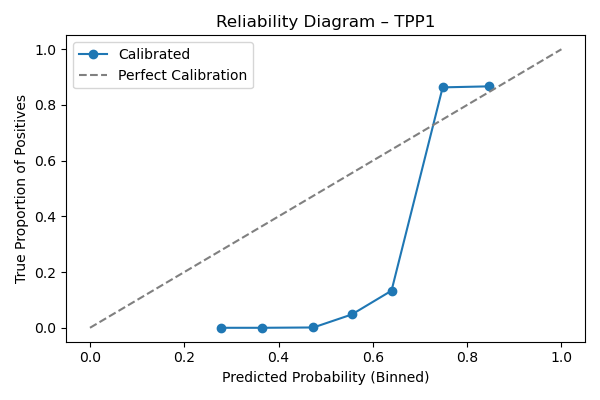 Reliability Diagram – TPP1
Calibrated
Perfect Calibration
True Proportion of Positives
1.0
0.8
0.6
0.4
0.2
0.0
0.0 0.2 0.4 0.6 0.8 1.0
Predicted Probability (Binned)